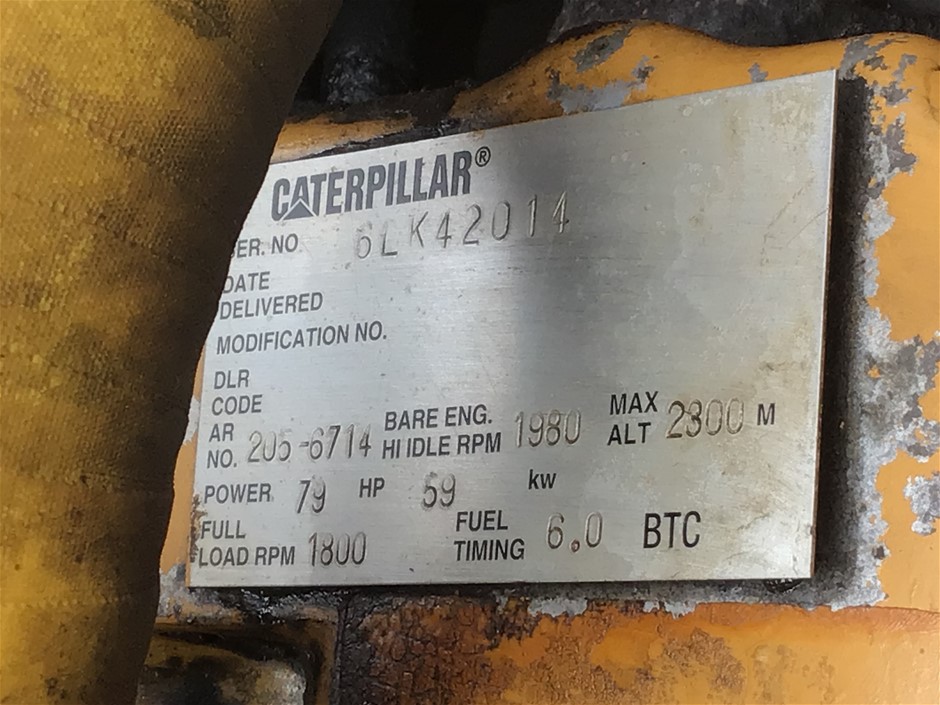 CATERPILLAR®
SER. NO 6LK42014
DATE
DELIVERED
MODIFICATION NO.
DLR
CODE
AR NO. 205-6714 BARE ENG. HI IDLE RPM 1980 MAX ALT 2300 M
POWER 79 HP 59 kw
FULL LOAD RPM 1800 FUEL TIMING 6.0 BTC